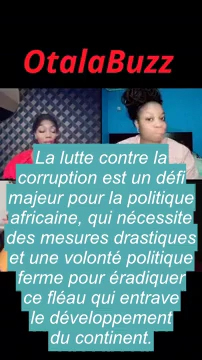 OtalaBuzz
La lutte contre la
corruption est un défi
majeur pour la politique
africaine, qui nécessite
des mesures drastiques
et une volonté politique
ferme pour éradiquer
ce fléau qui entrave
le développement
du continent.